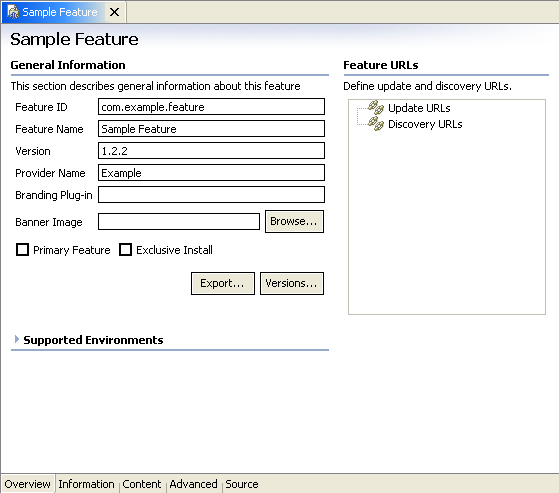 Sample Feature
Sample Feature
General Information
This section describes general information about this feature
Feature ID com.example.feature
Feature Name Sample Feature
Version 1.2.2
Provider Name Example
Branding Plug-in
Banner Image Browse...
Primary Feature Exclusive Install
Export... Versions...
Supported Environments
Feature URLs
Define update and discovery URLs.
Update URLs
Discovery URLs
Overview Information Content Advanced Source